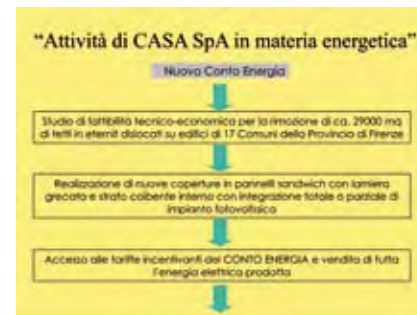 “Attività di CASA SpA in materia energetica”
Nuovo Conto Energia
Studio di fattibilità tecnico-economica per la rimozione di ca. 29000 mq
di tetti in eternit dislocati su edifici di 17 Comuni della Provincia di Firenze
Realizzazione di nuove coperture in pannelli sandwich con lamiera
grecata e strato coibente interno con integrazione totale o parziale di
impianto fotovoltaico
Accesso alle tariffe incentivanti del CONTO ENERGIA e vendita di tutta
l'energia elettrica prodotta